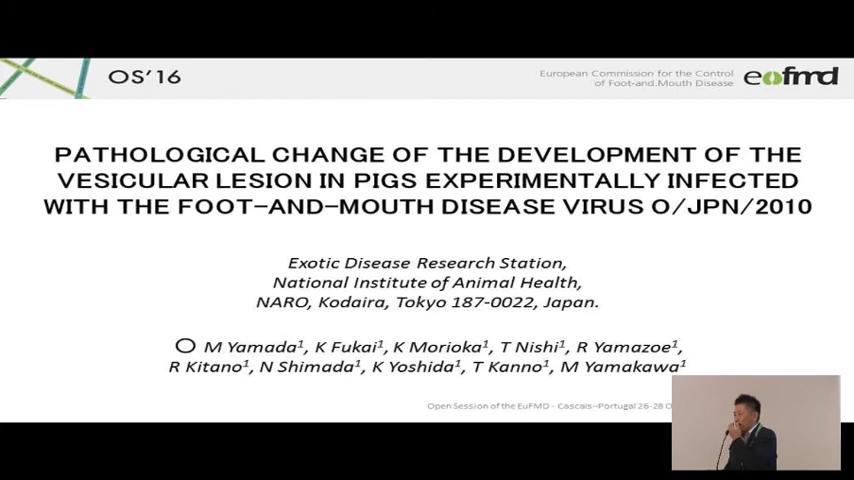 OS'16
European Commission for the Control
of Foot-and.Mouth Disease
eofmd
PATHOLOGICAL CHANGE OF THE DEVELOPMENT OF THE
VESICULAR LESION IN PIGS EXPERIMENTALLY INFECTED
WITH THE FOOT-AND-MOUTH DISEASE VIRUS O/JPN/2010
Exotic Disease Research Station,
National Institute of Animal Health,
NARO, Kodaira, Tokyo 187-0022, Japan.
○ M Yamada¹, K Fukai¹, K Morioka¹, T Nishi¹, R Yamazoe¹,
R Kitano¹, N Shimada¹, K Yoshida¹, T Kanno¹, M Yamakawa¹
Open Session of the EuFMD - Cascais–Portugal 26-28